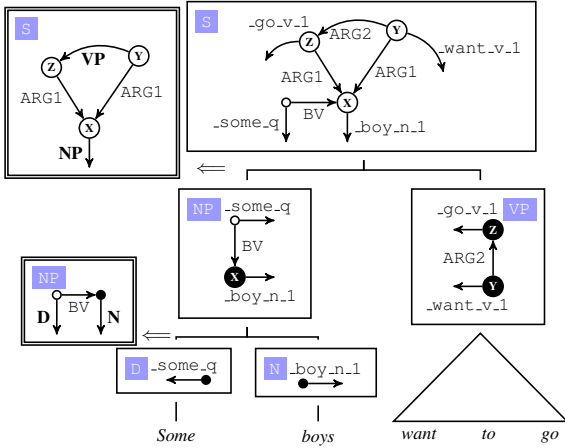 S
VP
Z
Y
ARG1
ARG1
X
NP
S
_go_v_1
Z
ARG2
Y
_want_v_1
ARG1
ARG1
X
BV
_some_q
_boy_n_1
⇐
NP
_some_q
BV
X
_boy_n_1
VP
_go_v_1
Z
ARG2
Y
_want_v_1
NP
BV
D
N
⇐
D
_some_q
N
_boy_n_1
Some boys want to go